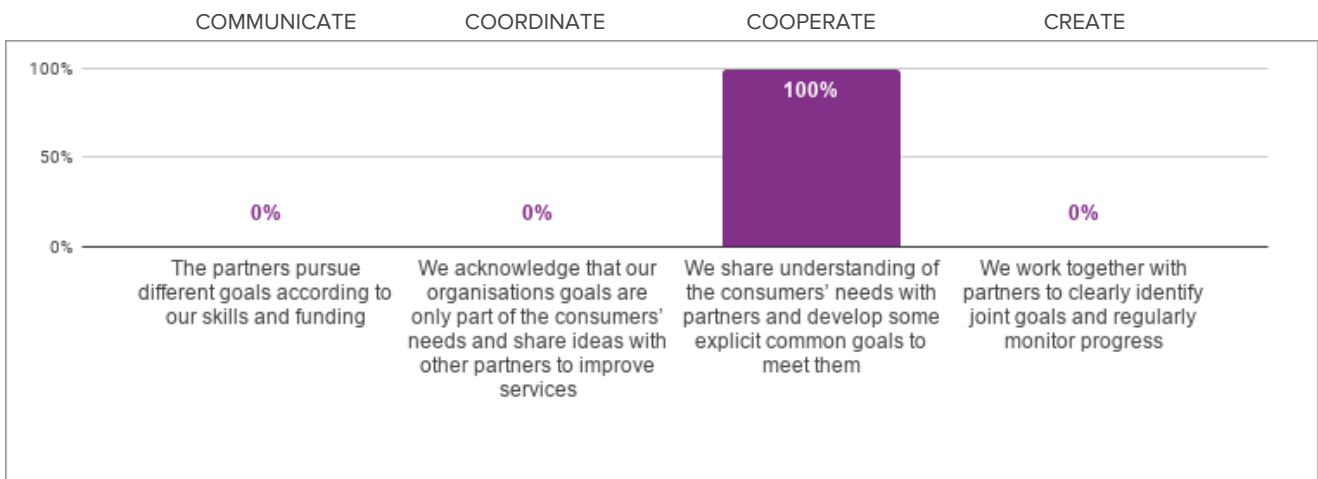 COMMUNICATE COORDINATE COOPERATE CREATE
100%
100%
50%
0% 0% 0%
0%
The partners pursue
different goals according to
our skills and funding
We acknowledge that our
organisations goals are
only part of the consumers'
needs and share ideas with
other partners to improve
services
We share understanding of
the consumers' needs with
partners and develop some
explicit common goals to
meet them
We work together with
partners to clearly identify
joint goals and regularly
monitor progress